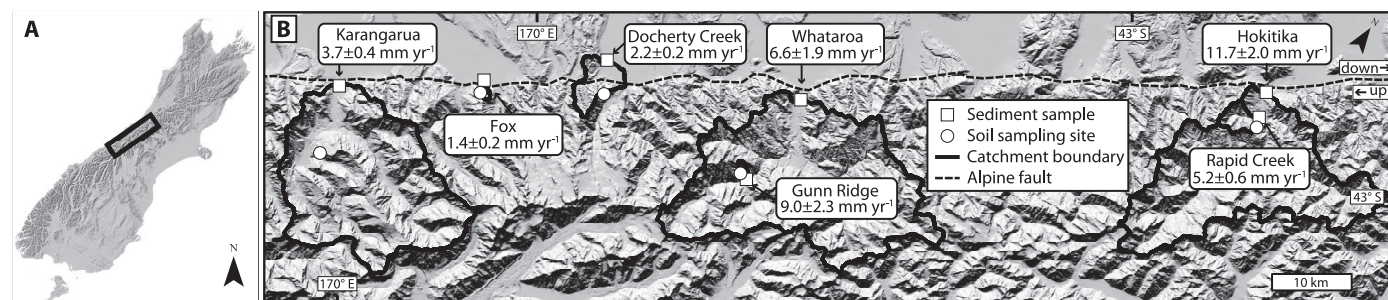 A
N
B
170° E
43° S
N
Karangarua
3.7±0.4 mm yr⁻¹
Docherty Creek
2.2±0.2 mm yr⁻¹
Whataroa
6.6±1.9 mm yr⁻¹
Hokitika
11.7±2.0 mm yr⁻¹
down→
←up
Fox
1.4±0.2 mm yr⁻¹
Sediment sample
Soil sampling site
Catchment boundary
Alpine fault
Rapid Creek
5.2±0.6 mm yr⁻¹
Gunn Ridge
9.0±2.3 mm yr⁻¹
43° S
170° E
10 km